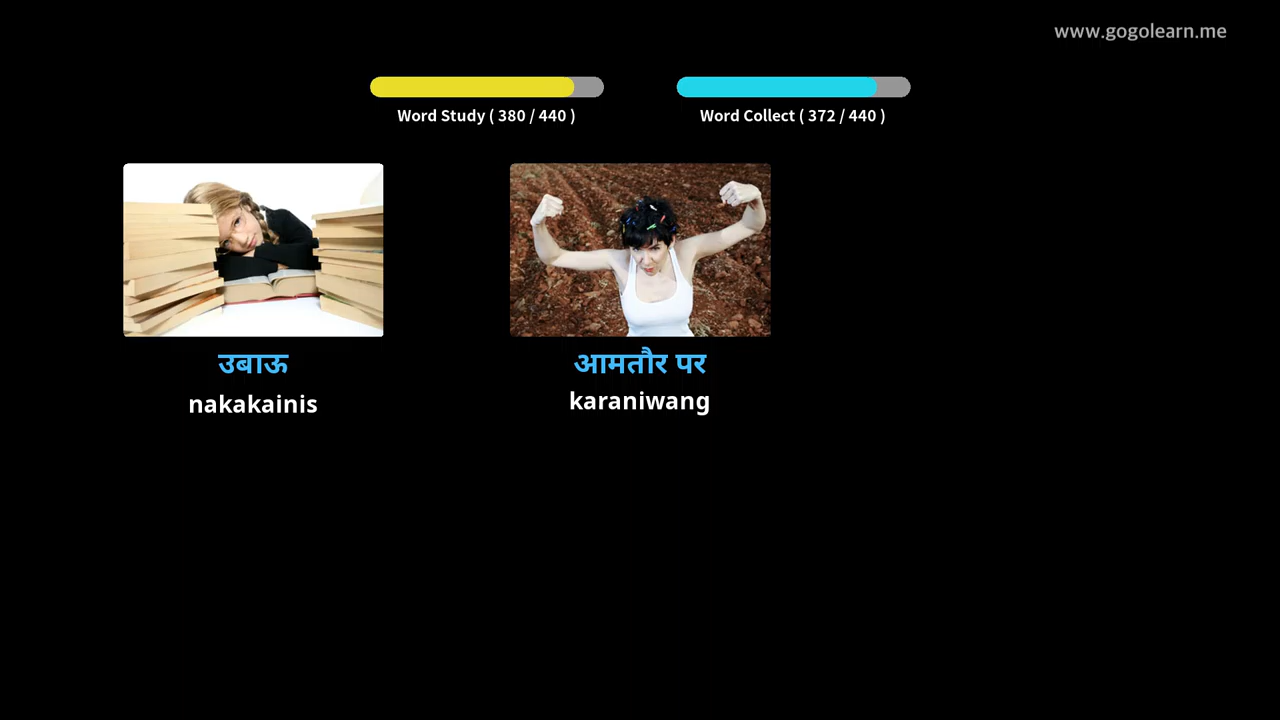 www.gogolearn.me
Word Study ( 380 / 440 )
Word Collect ( 372 / 440 )
उबाऊ
nakakainis
आमतौर पर
karaniwang